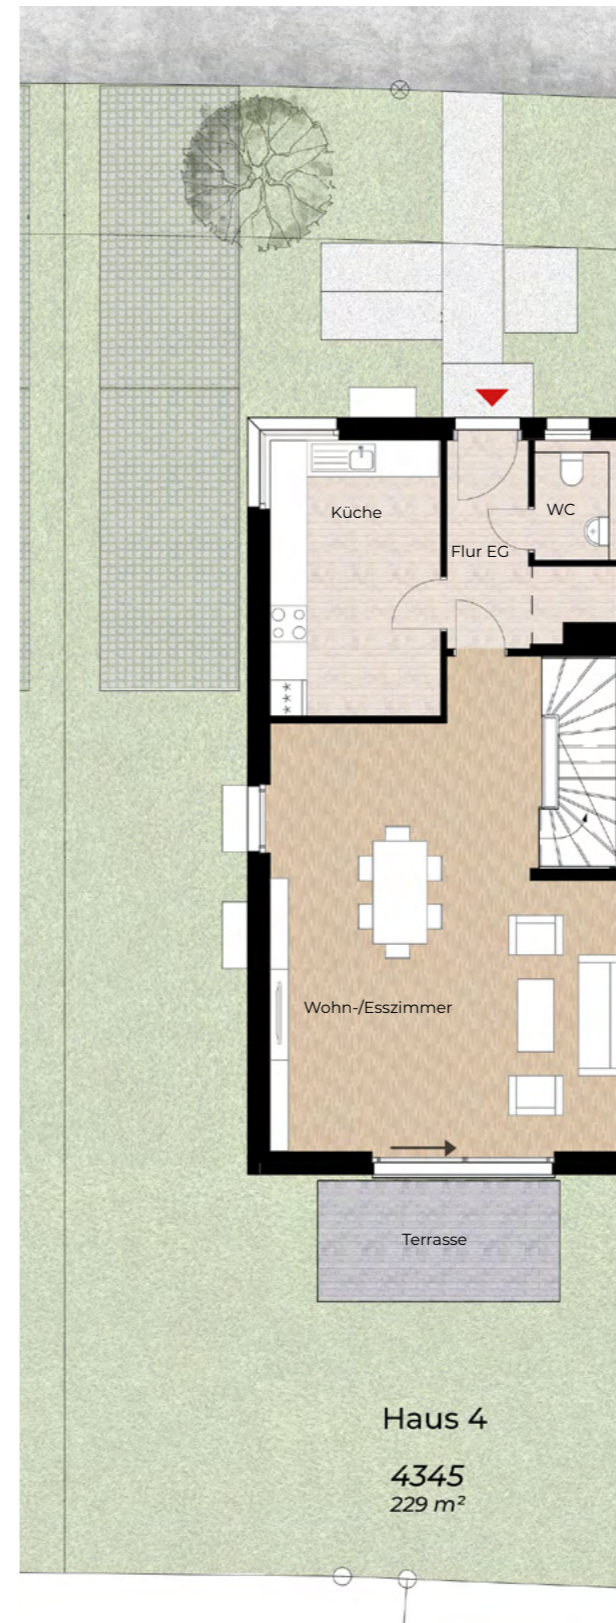 Küche
WC
Flur EG
Wohn-/Esszimmer
Terrasse
Haus 4
4345
229 m²